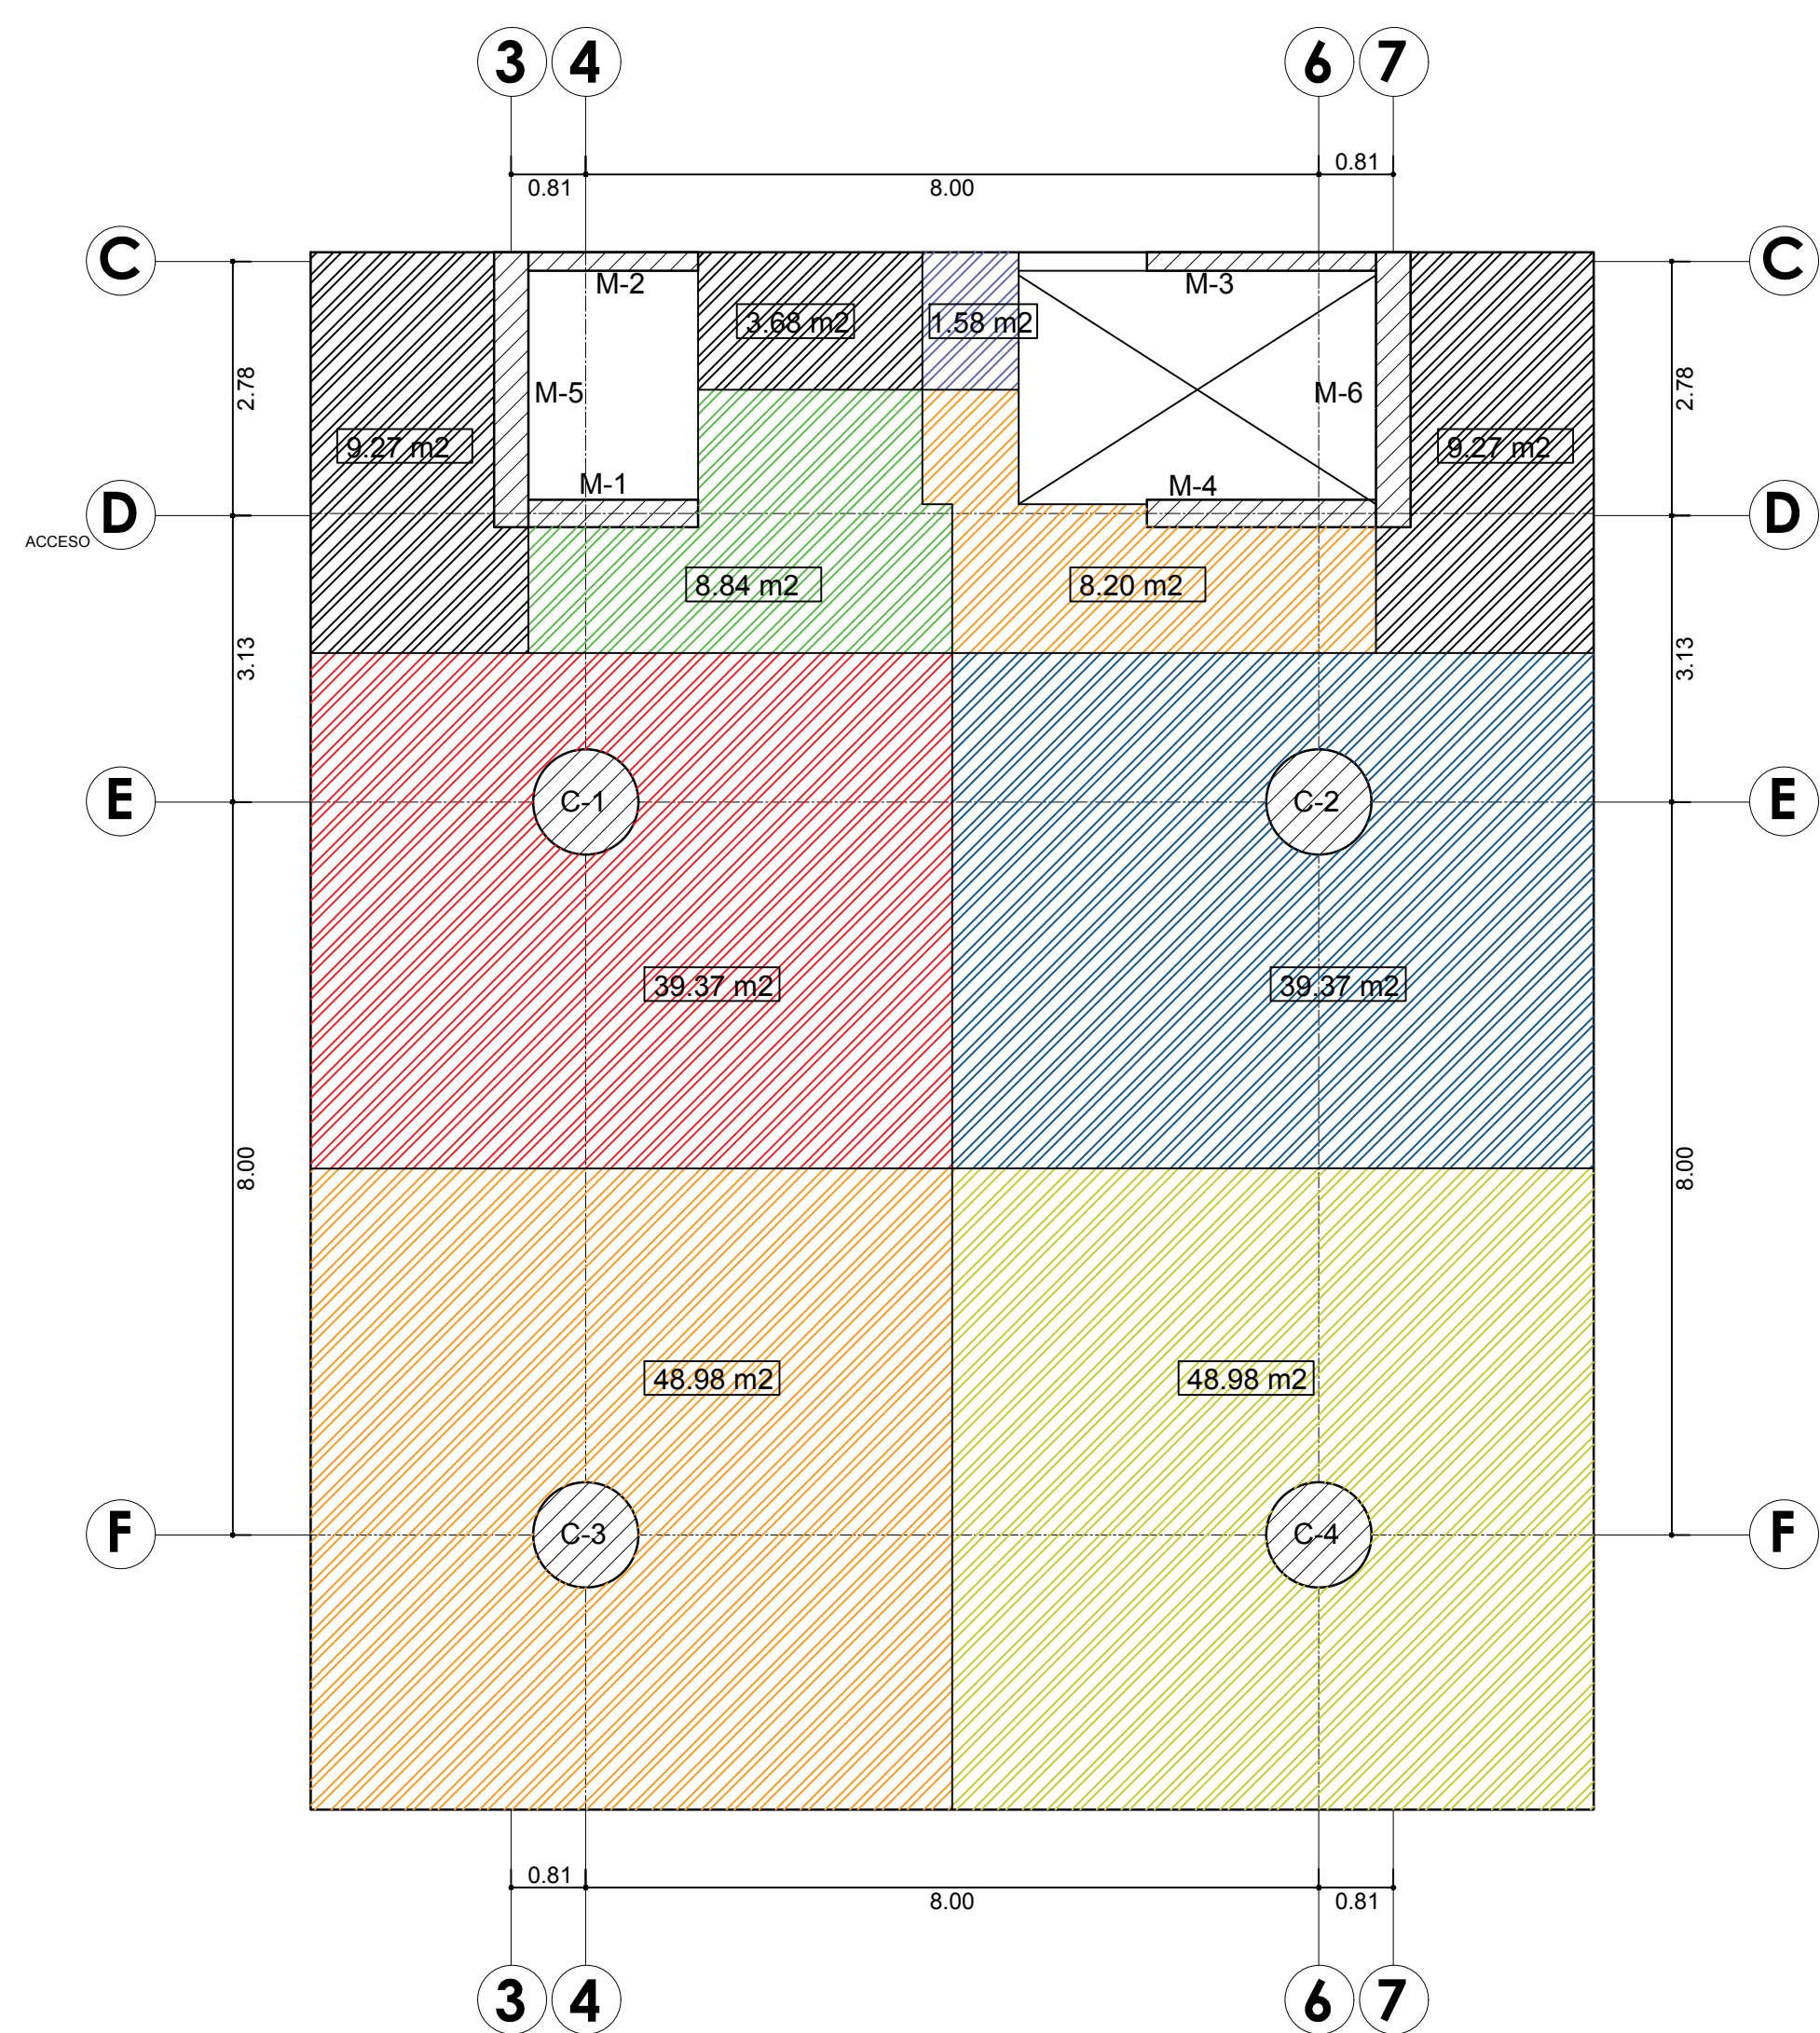 3 4 6 7
0.81 8.00 0.81
C C
M-2 M-3
3.68 m2 1.58 m2
2.78 M-5 M-6 2.78
9.27 m2 9.27 m2
M-1 M-4
D D
ACCESO
8.84 m2 8.20 m2
3.13 3.13
E C-1 C-2 E
39.37 m2 39.37 m2
8.00 8.00
48.98 m2 48.98 m2
F C-3 C-4 F
0.81 8.00 0.81
3 4 6 7